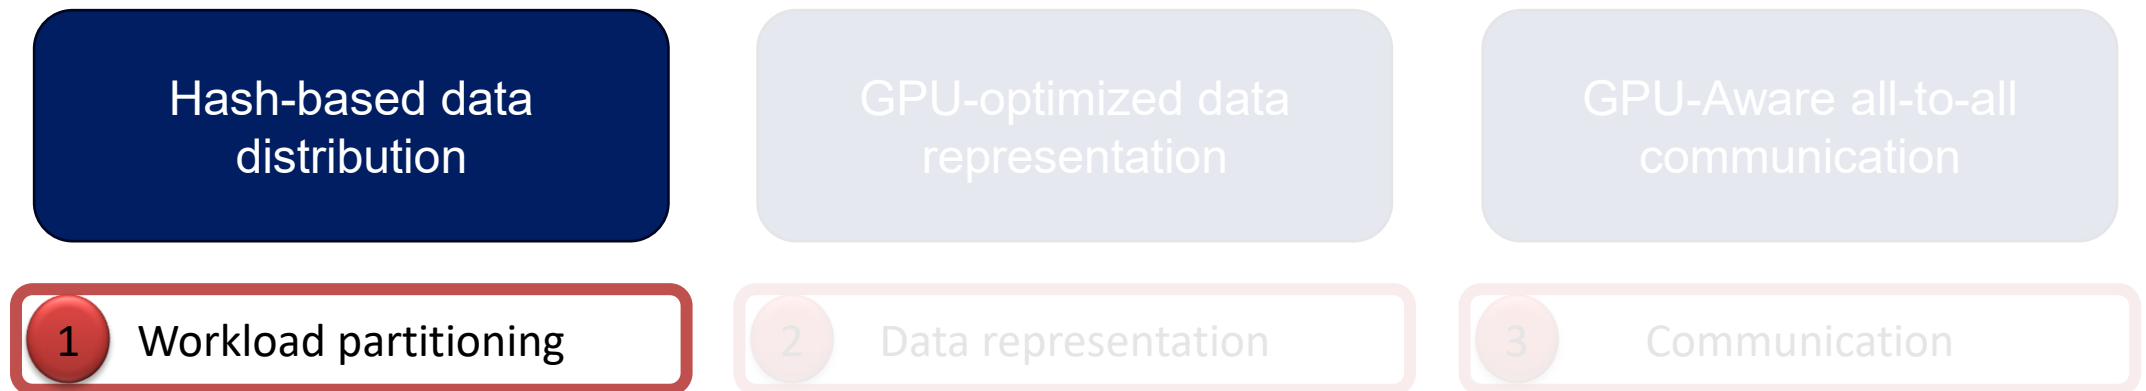 Hash-based data
distribution
GPU-optimized data
representation
GPU-Aware all-to-all
communication
1 Workload partitioning
2 Data representation
3 Communication